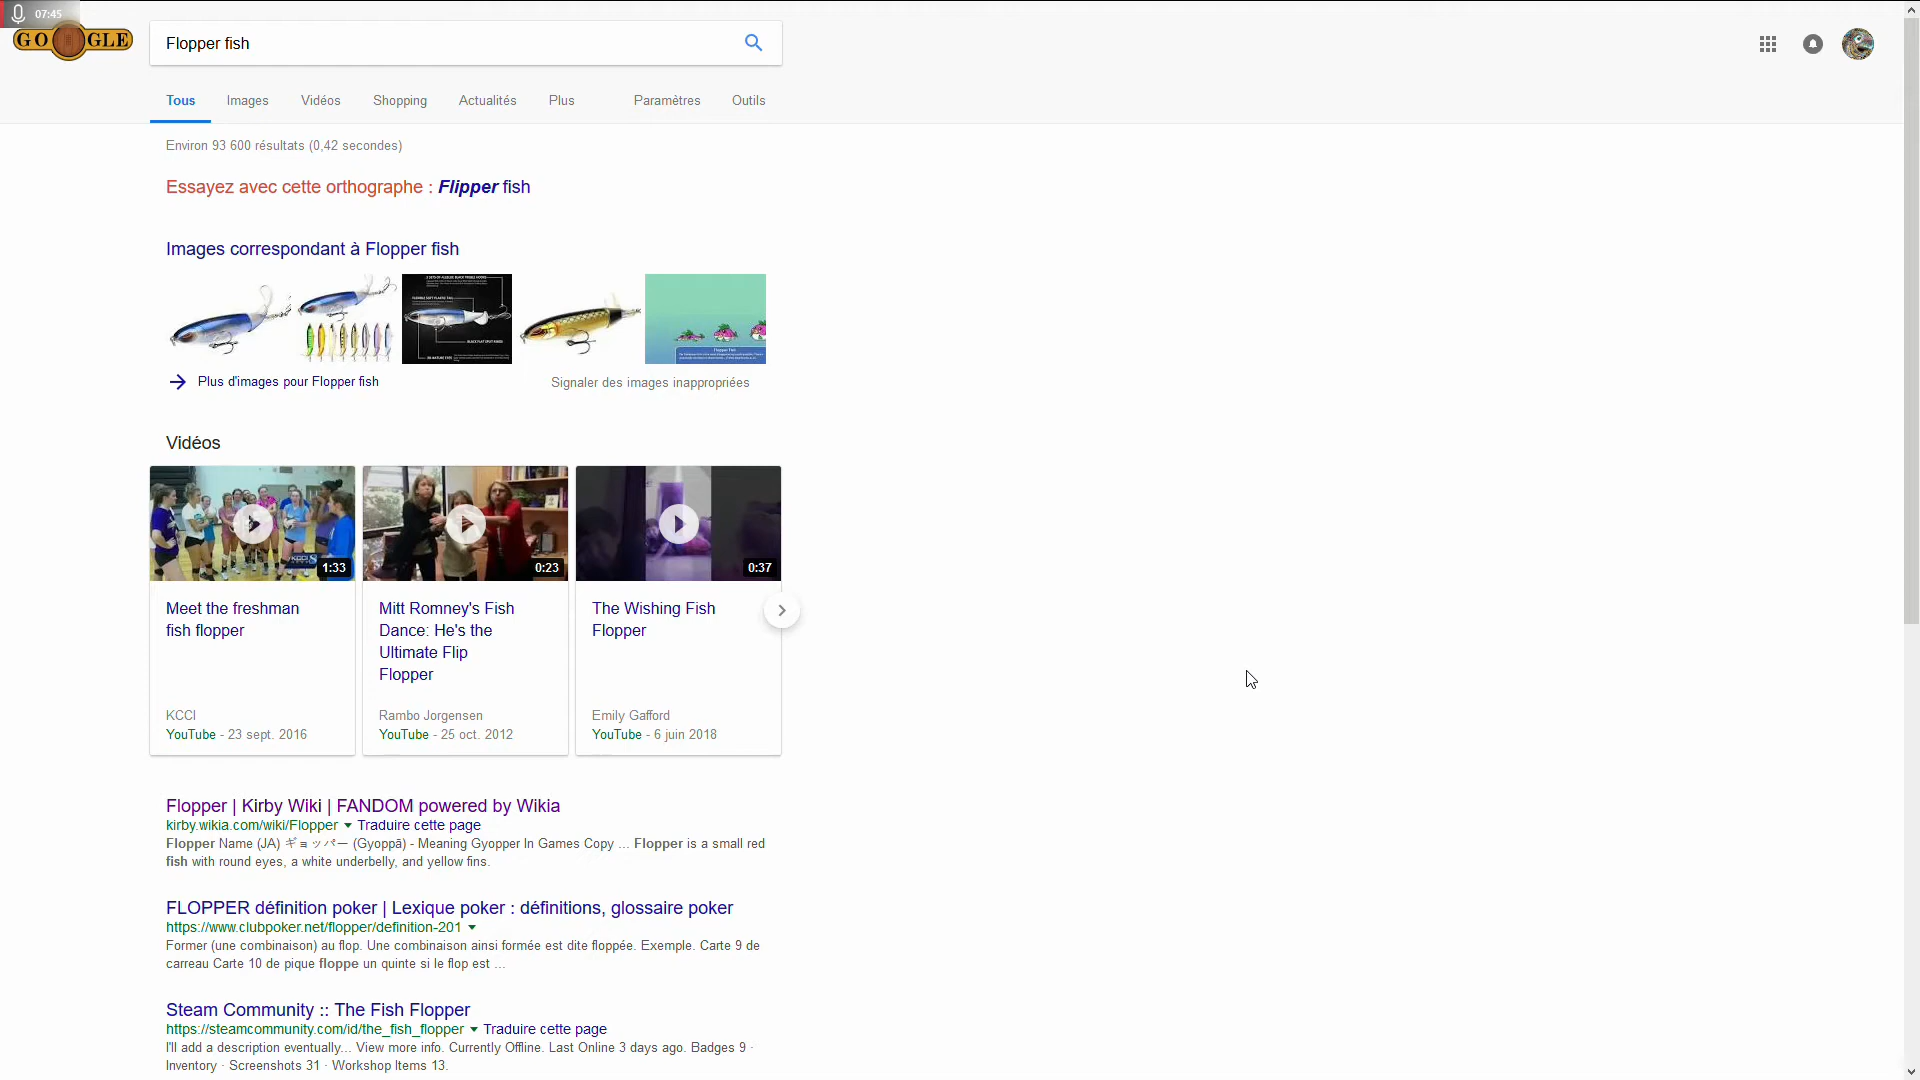 07:45
GO GLE
Flopper fish
Tous Images Vidéos Shopping Actualités Plus Paramètres Outils
Environ 93 600 résultats (0,42 secondes)
Essayez avec cette orthographe : Flipper fish
Images correspondant à Flopper fish
Flopper Fish
Plus d'images pour Flopper fish Signaler des images inappropriées
Vidéos
KCCI 8
1:33 0:23 0:37
Meet the freshman
fish flopper
Mitt Romney's Fish
Dance: He's the
Ultimate Flip
Flopper
The Wishing Fish
Flopper
KCCI
YouTube - 23 sept. 2016
Rambo Jorgensen
YouTube - 25 oct. 2012
Emily Gafford
YouTube - 6 juin 2018
Flopper | Kirby Wiki | FANDOM powered by Wikia
kirby.wikia.com/wiki/Flopper Traduire cette page
Flopper Name (JA) ギョッパー (Gyoppā) - Meaning Gyopper In Games Copy ... Flopper is a small red
fish with round eyes, a white underbelly, and yellow fins.
FLOPPER définition poker | Lexique poker : définitions, glossaire poker
https://www.clubpoker.net/flopper/definition-201
Former (une combinaison) au flop. Une combinaison ainsi formée est dite floppée. Exemple. Carte 9 de
carreau Carte 10 de pique floppe un quinte si le flop est ...
Steam Community :: The Fish Flopper
https://steamcommunity.com/id/the_fish_flopper Traduire cette page
I'll add a description eventually... View more info. Currently Offline. Last Online 3 days ago. Badges 9 ·
Inventory · Screenshots 31 · Workshop Items 13.